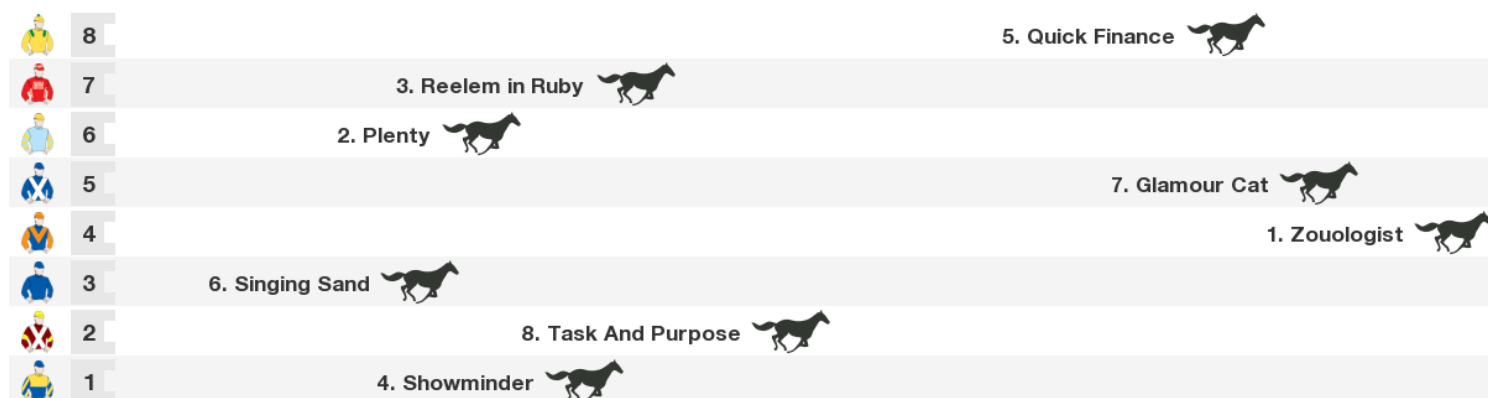 8 5. Quick Finance
7 3. Reelem in Ruby
6 2. Plenty
5 7. Glamour Cat
4 1. Zouologist
3 6. Singing Sand
2 8. Task And Purpose
1 4. Showminder